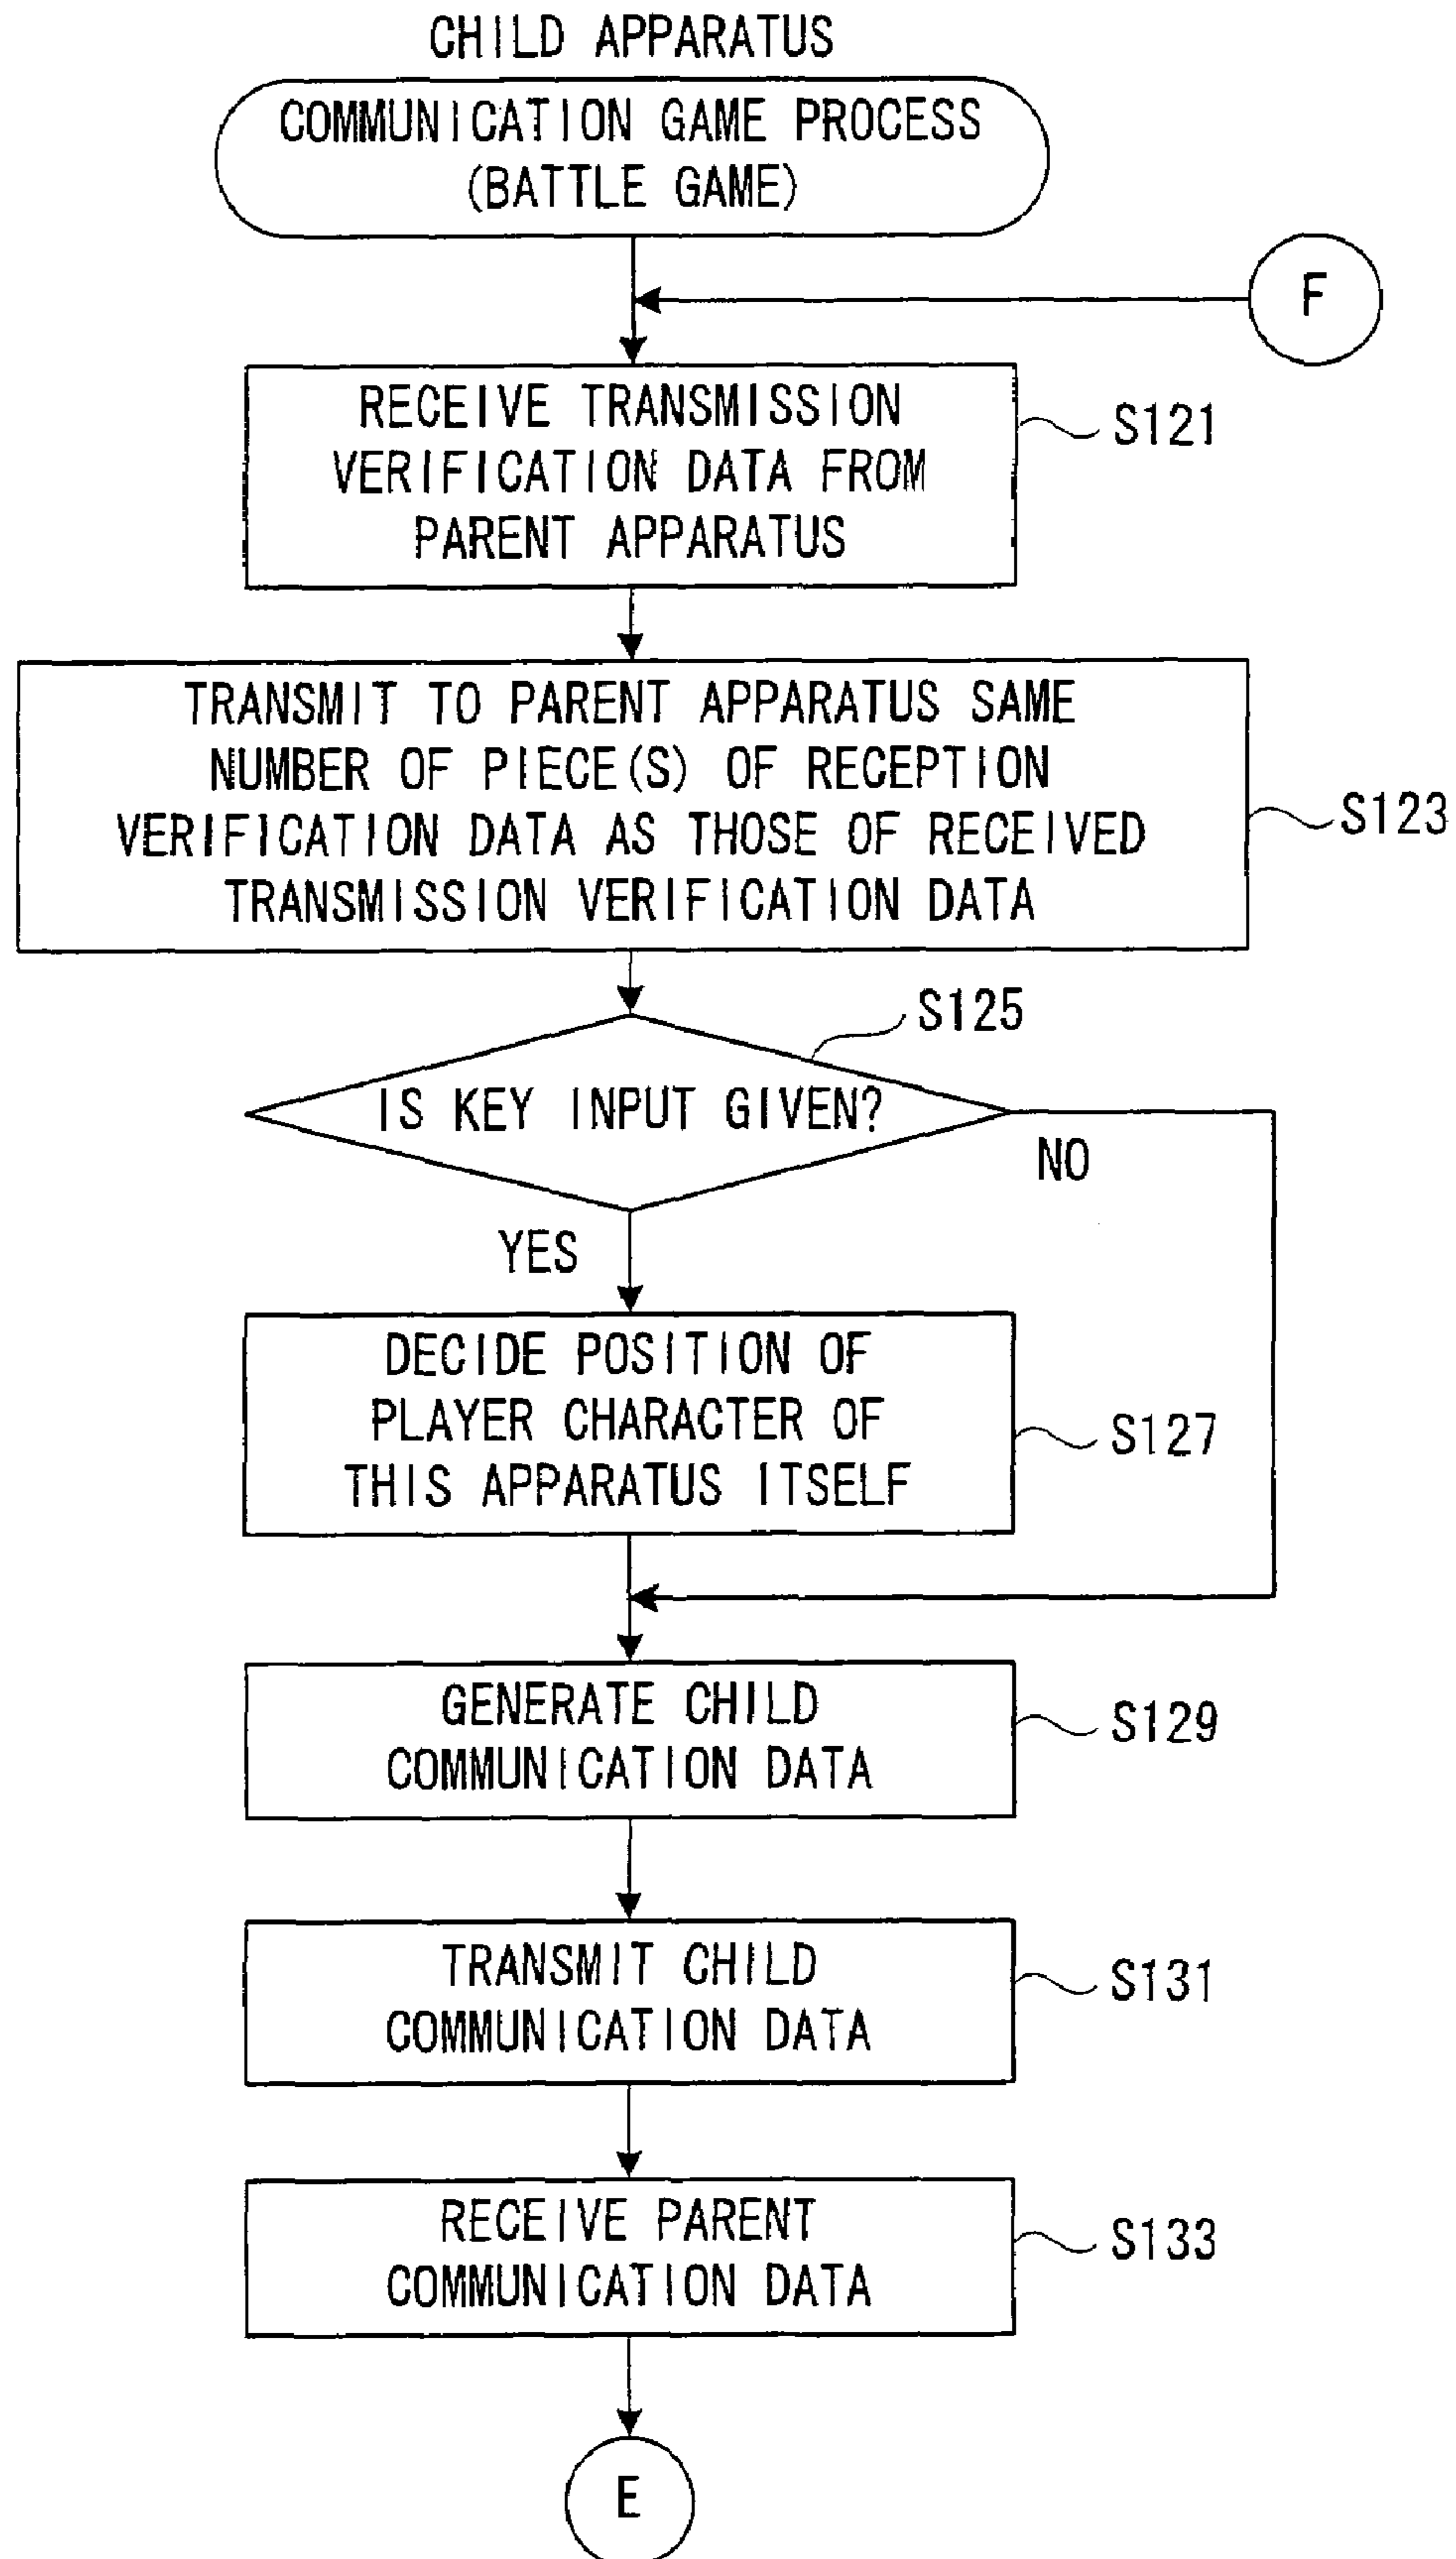 CHILD APPARATUS
COMMUNICATION GAME PROCESS
(BATTLE GAME)
F
RECEIVE TRANSMISSION
VERIFICATION DATA FROM
PARENT APPARATUS
S121
TRANSMIT TO PARENT APPARATUS SAME
NUMBER OF PIECE(S) OF RECEPTION
VERIFICATION DATA AS THOSE OF RECEIVED
TRANSMISSION VERIFICATION DATA
S123
S125
IS KEY INPUT GIVEN?
NO
YES
DECIDE POSITION OF
PLAYER CHARACTER OF
THIS APPARATUS ITSELF
S127
GENERATE CHILD
COMMUNICATION DATA
S129
TRANSMIT CHILD
COMMUNICATION DATA
S131
RECEIVE PARENT
COMMUNICATION DATA
S133
E